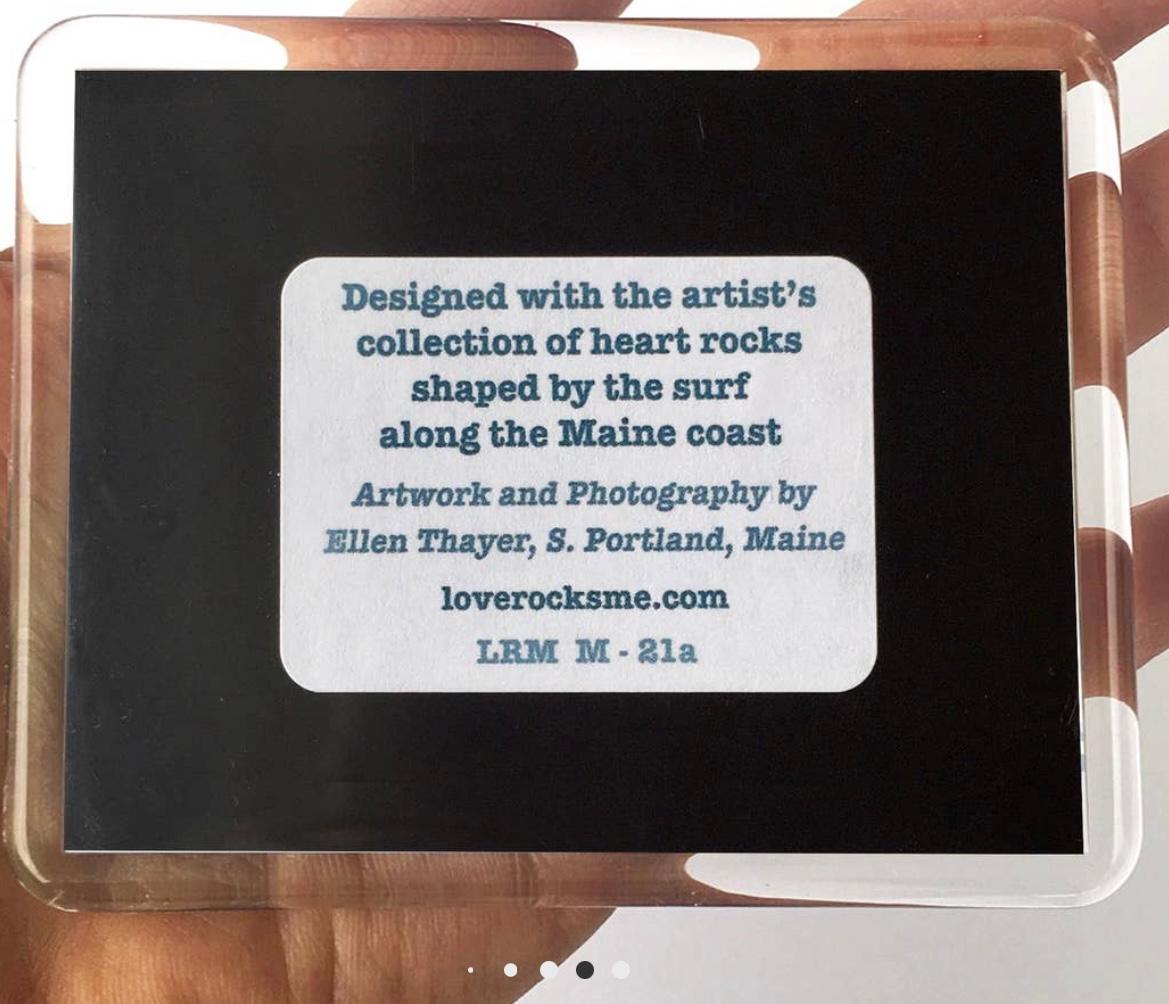 Designed with the artist’s
collection of heart rocks
shaped by the surf
along the Maine coast
Artwork and Photography by
Ellen Thayer, S. Portland, Maine
loverocksme.com
LRM M - 21a